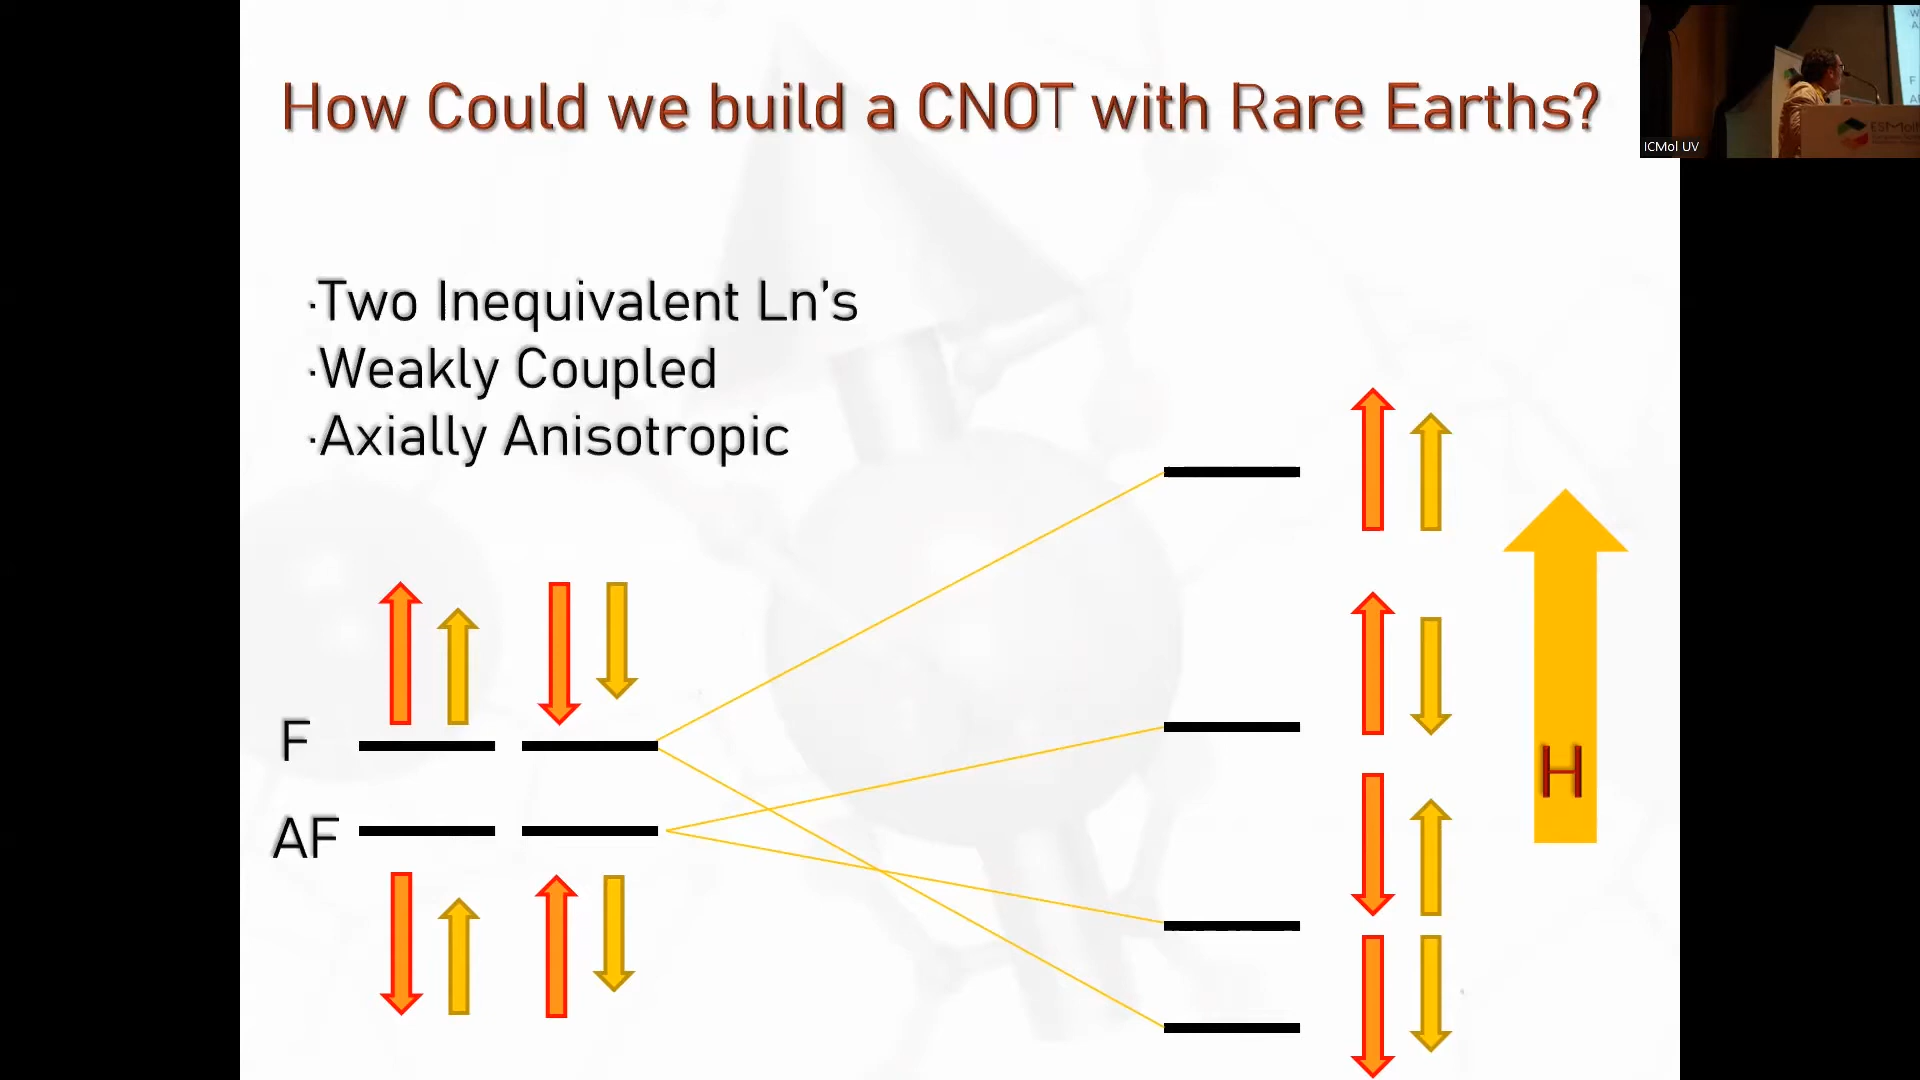 How Could we build a CNOT with Rare Earths?
ICMol UV
·Two Inequivalent Ln's
·Weakly Coupled
·Axially Anisotropic
F
AF
H